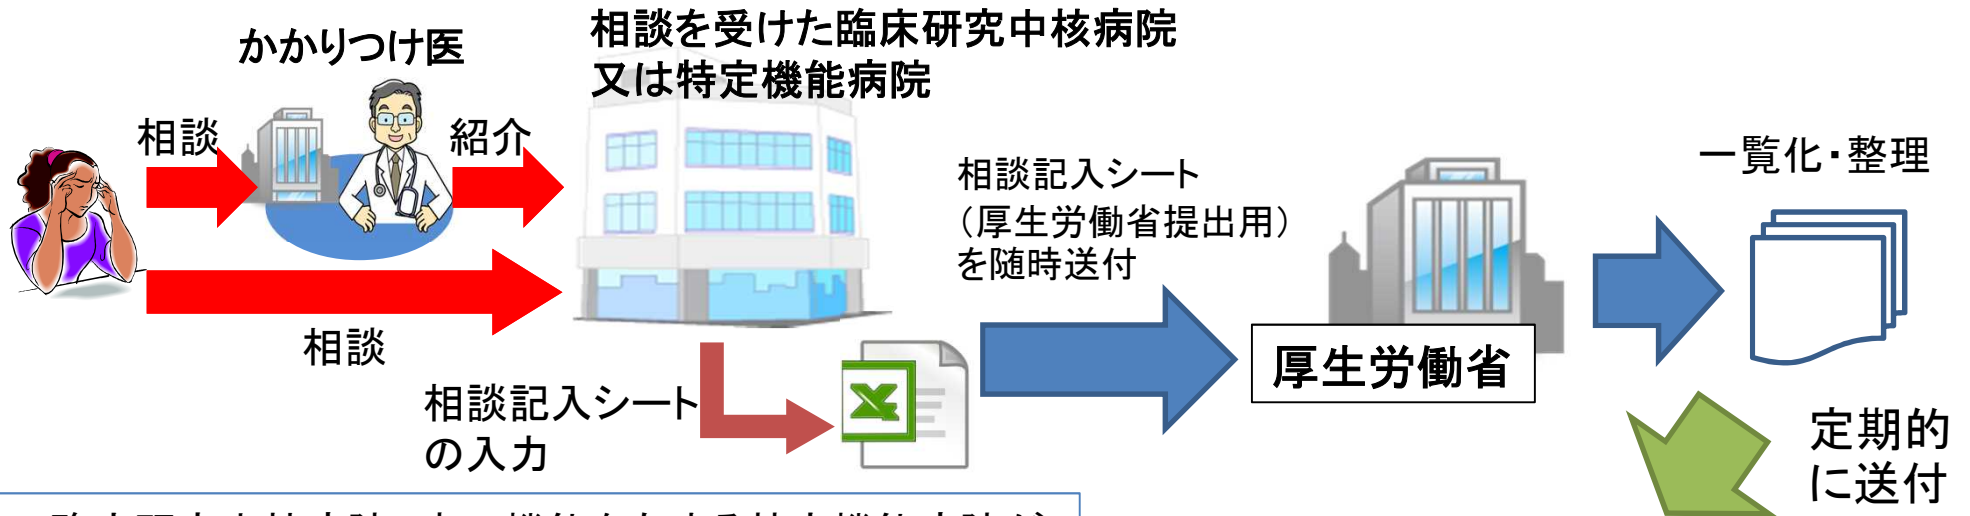 かかりつけ医
相談を受けた臨床研究中核病院
又は特定機能病院
相談
紹介
相談
相談記入シート
の入力
相談記入シート
（厚生労働省提出用）
を随時送付
厚生労働省
一覧化・整理
定期的
に送付